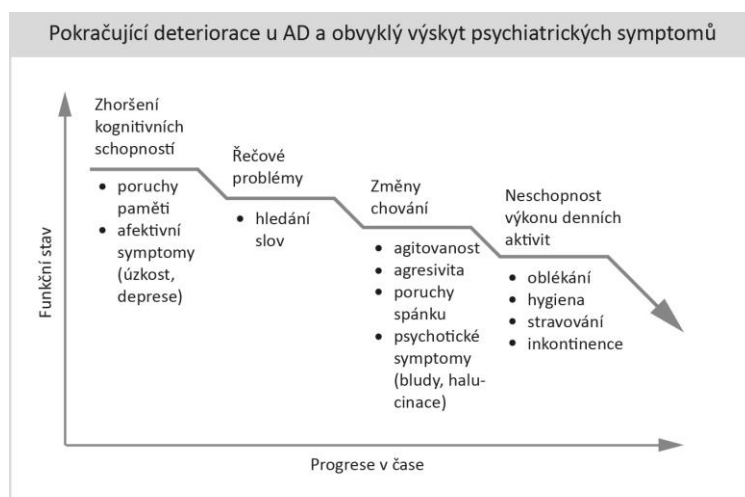 Pokračující deteriorace u AD a obvyklý výskyt psychiatrických symptomů
Funkční stav
Zhoršení
kognitivních
schopností
• poruchy
paměti
• afektivní
symptomy
(úzkost,
deprese)
Řečové
problémy
• hledání
slov
Změny
chování
• agitovanost
• agresivita
• poruchy
spánku
• psychotické
symptomy
(bludy, halu-
cinace)
Neschopnost
výkonu denních
aktivit
• oblékání
• hygiena
• stravování
• inkontinence
Progrese v čase